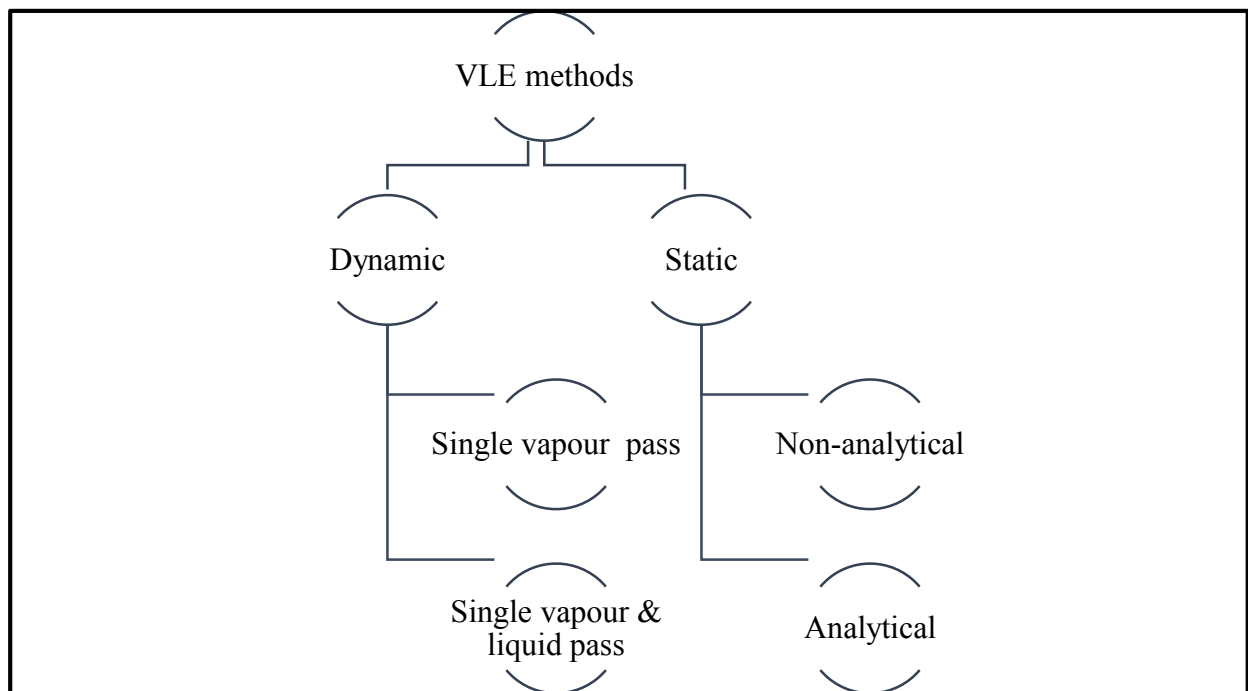 VLE methods
Dynamic
Static
Single vapour  pass
Non-analytical
Single vapour &
liquid pass
Analytical